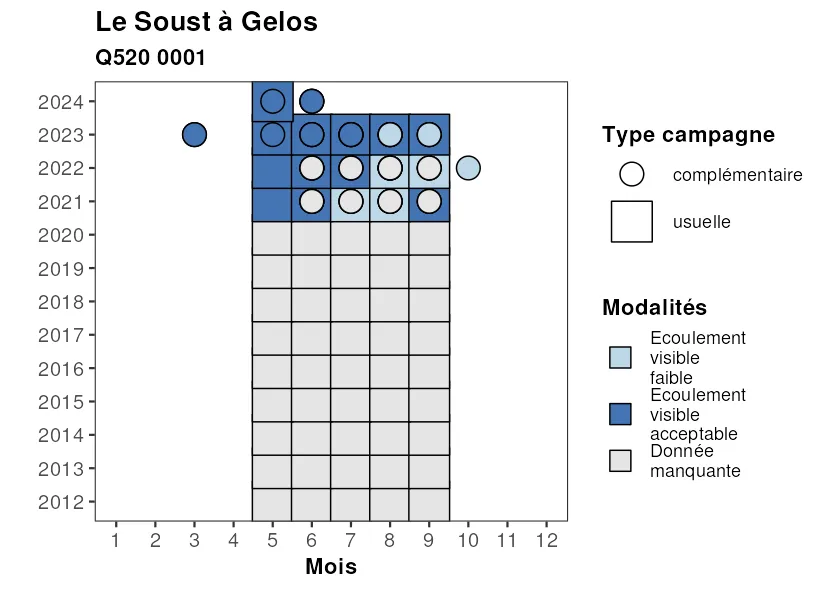 Le Soust à Gelos
Q520 0001
2024
2023
2022
2021
2020
2019
2018
2017
2016
2015
2014
2013
2012
1 2 3 4 5 6 7 8 9 10 11 12
Mois
Type campagne
complémentaire
usuelle
Modalités
Ecoulement
visible
faible
Ecoulement
visible
acceptable
Donnée
manquante